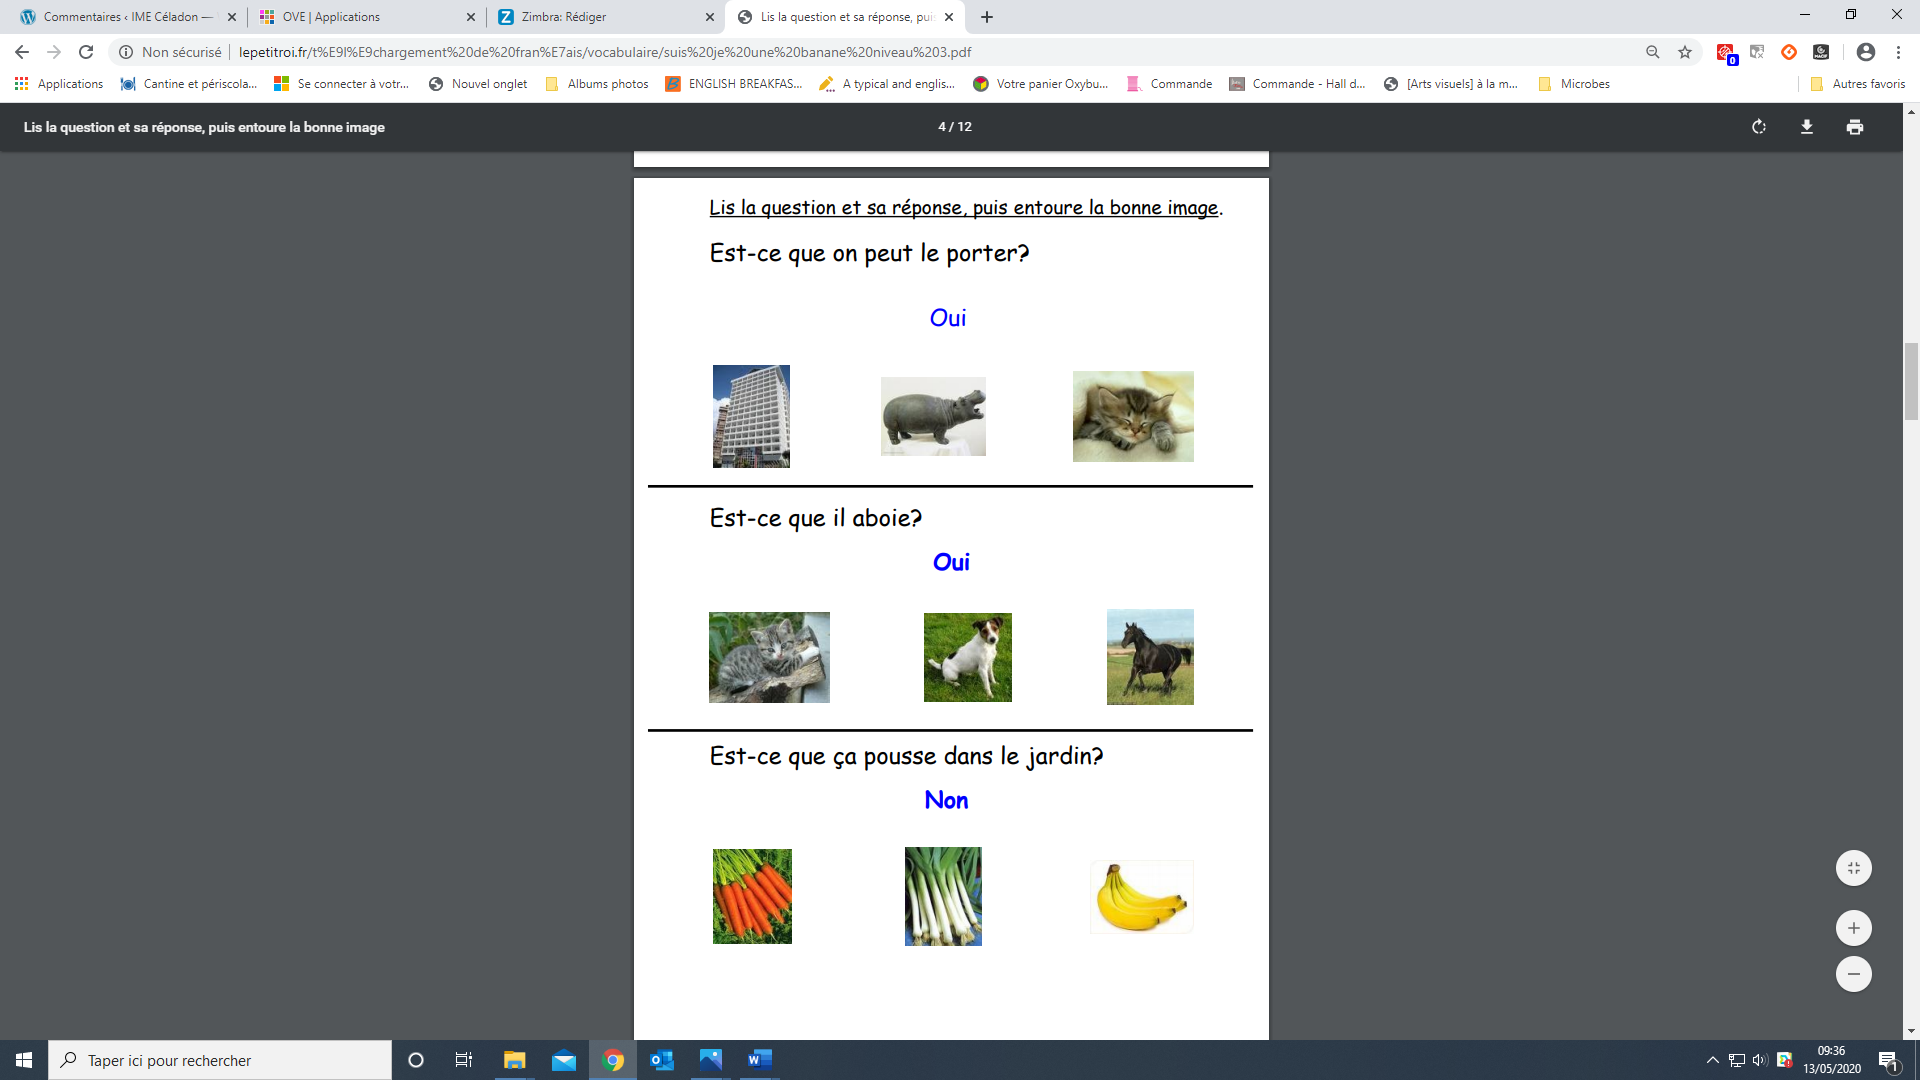 Commentaires ‹ IME Céladon —
OVE | Applications
Zimbra: Rédiger
Lis la question et sa réponse, pui
Non sécurisé
lepetitroi.fr/t%E9l%E9chargement%20de%20fran%E7ais/vocabulaire/suis%20je%20une%20banane%20niveau%203.pdf
0
Applications
Cantine et périscola...
Se connecter à votr...
Nouvel onglet
Albums photos
ENGLISH BREAKFAS...
A typical and englis...
Votre panier Oxybu...
Commande
Commande - Hall d...
[Arts visuels] à la m...
Microbes
Autres favoris
Lis la question et sa réponse, puis entoure la bonne image
4 / 12
Lis la question et sa réponse, puis entoure la bonne image.
Est-ce que on peut le porter?
Oui
Est-ce que il aboie?
Oui
Est-ce que ça pousse dans le jardin?
Non
Taper ici pour rechercher
09:36
13/05/2020
1